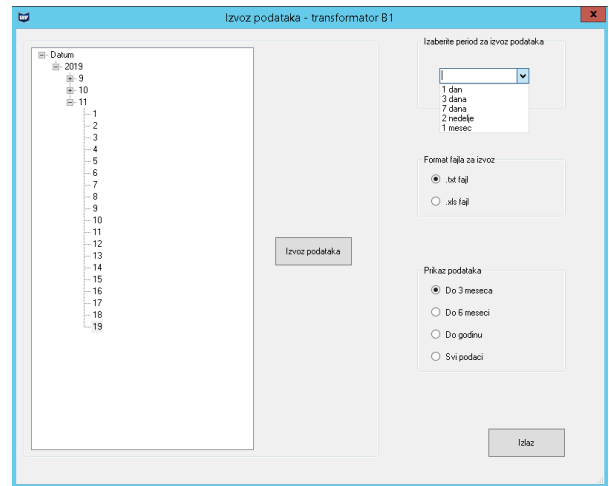 Izvoz podataka - transformator B1
x
Datum
2019
9
10
11
1
2
3
4
5
6
7
8
9
10
11
12
13
14
15
16
17
18
19
Izvoz podataka
Izaberite period za izvoz podataka
1 dan
3 dana
7 dana
2 nedelje
1 mesec
Format fajla za izvoz
.txt fajl
.xls fajl
Prikaz podataka
Do 3 meseca
Do 6 meseci
Do godinu
Svi podaci
Izlaz